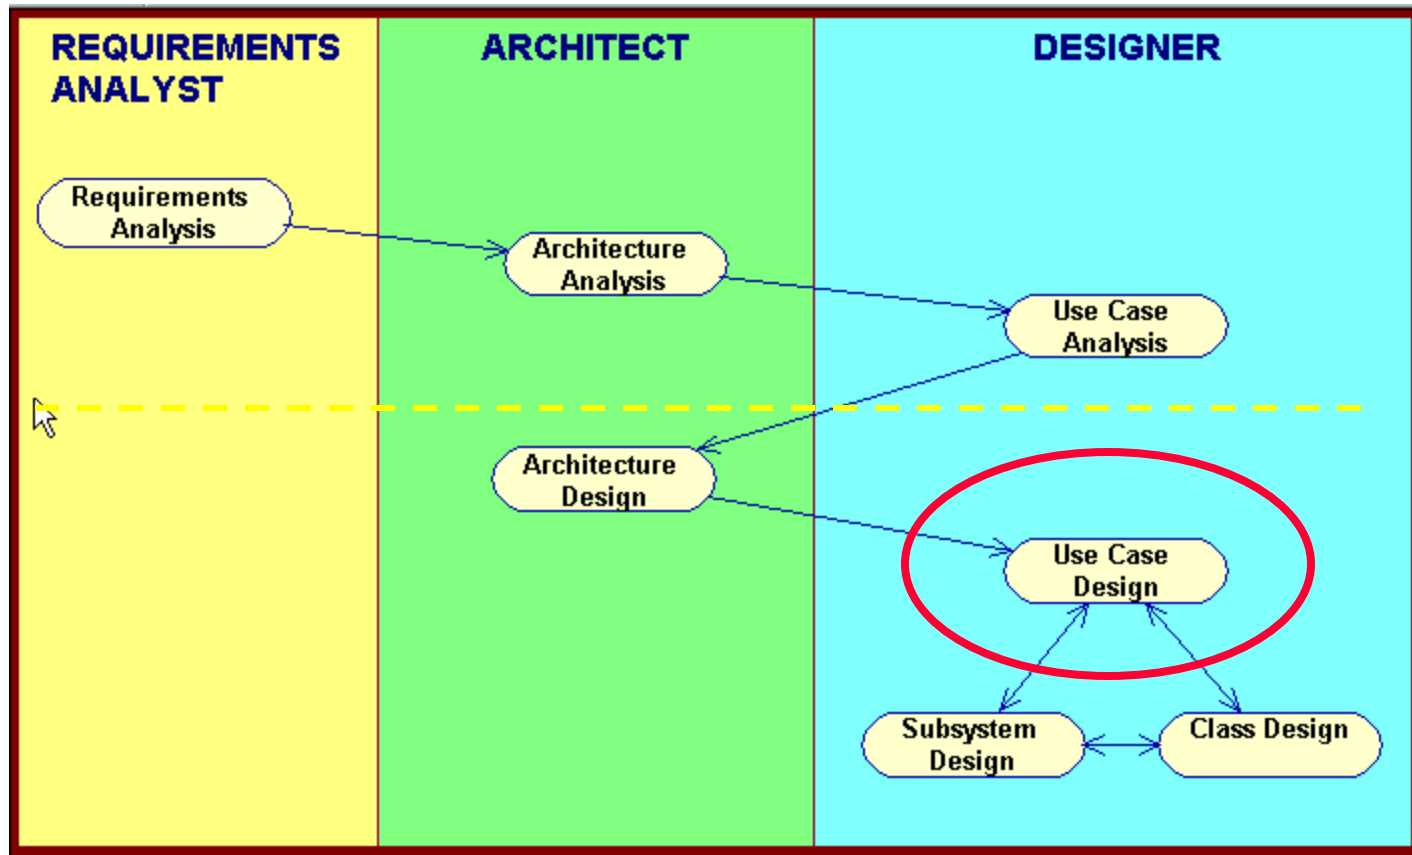 REQUIREMENTS
ANALYST
ARCHITECT
DESIGNER
Requirements
Analysis
Architecture
Analysis
Use Case
Analysis
Architecture
Design
Use Case
Design
Subsystem
Design
Class Design